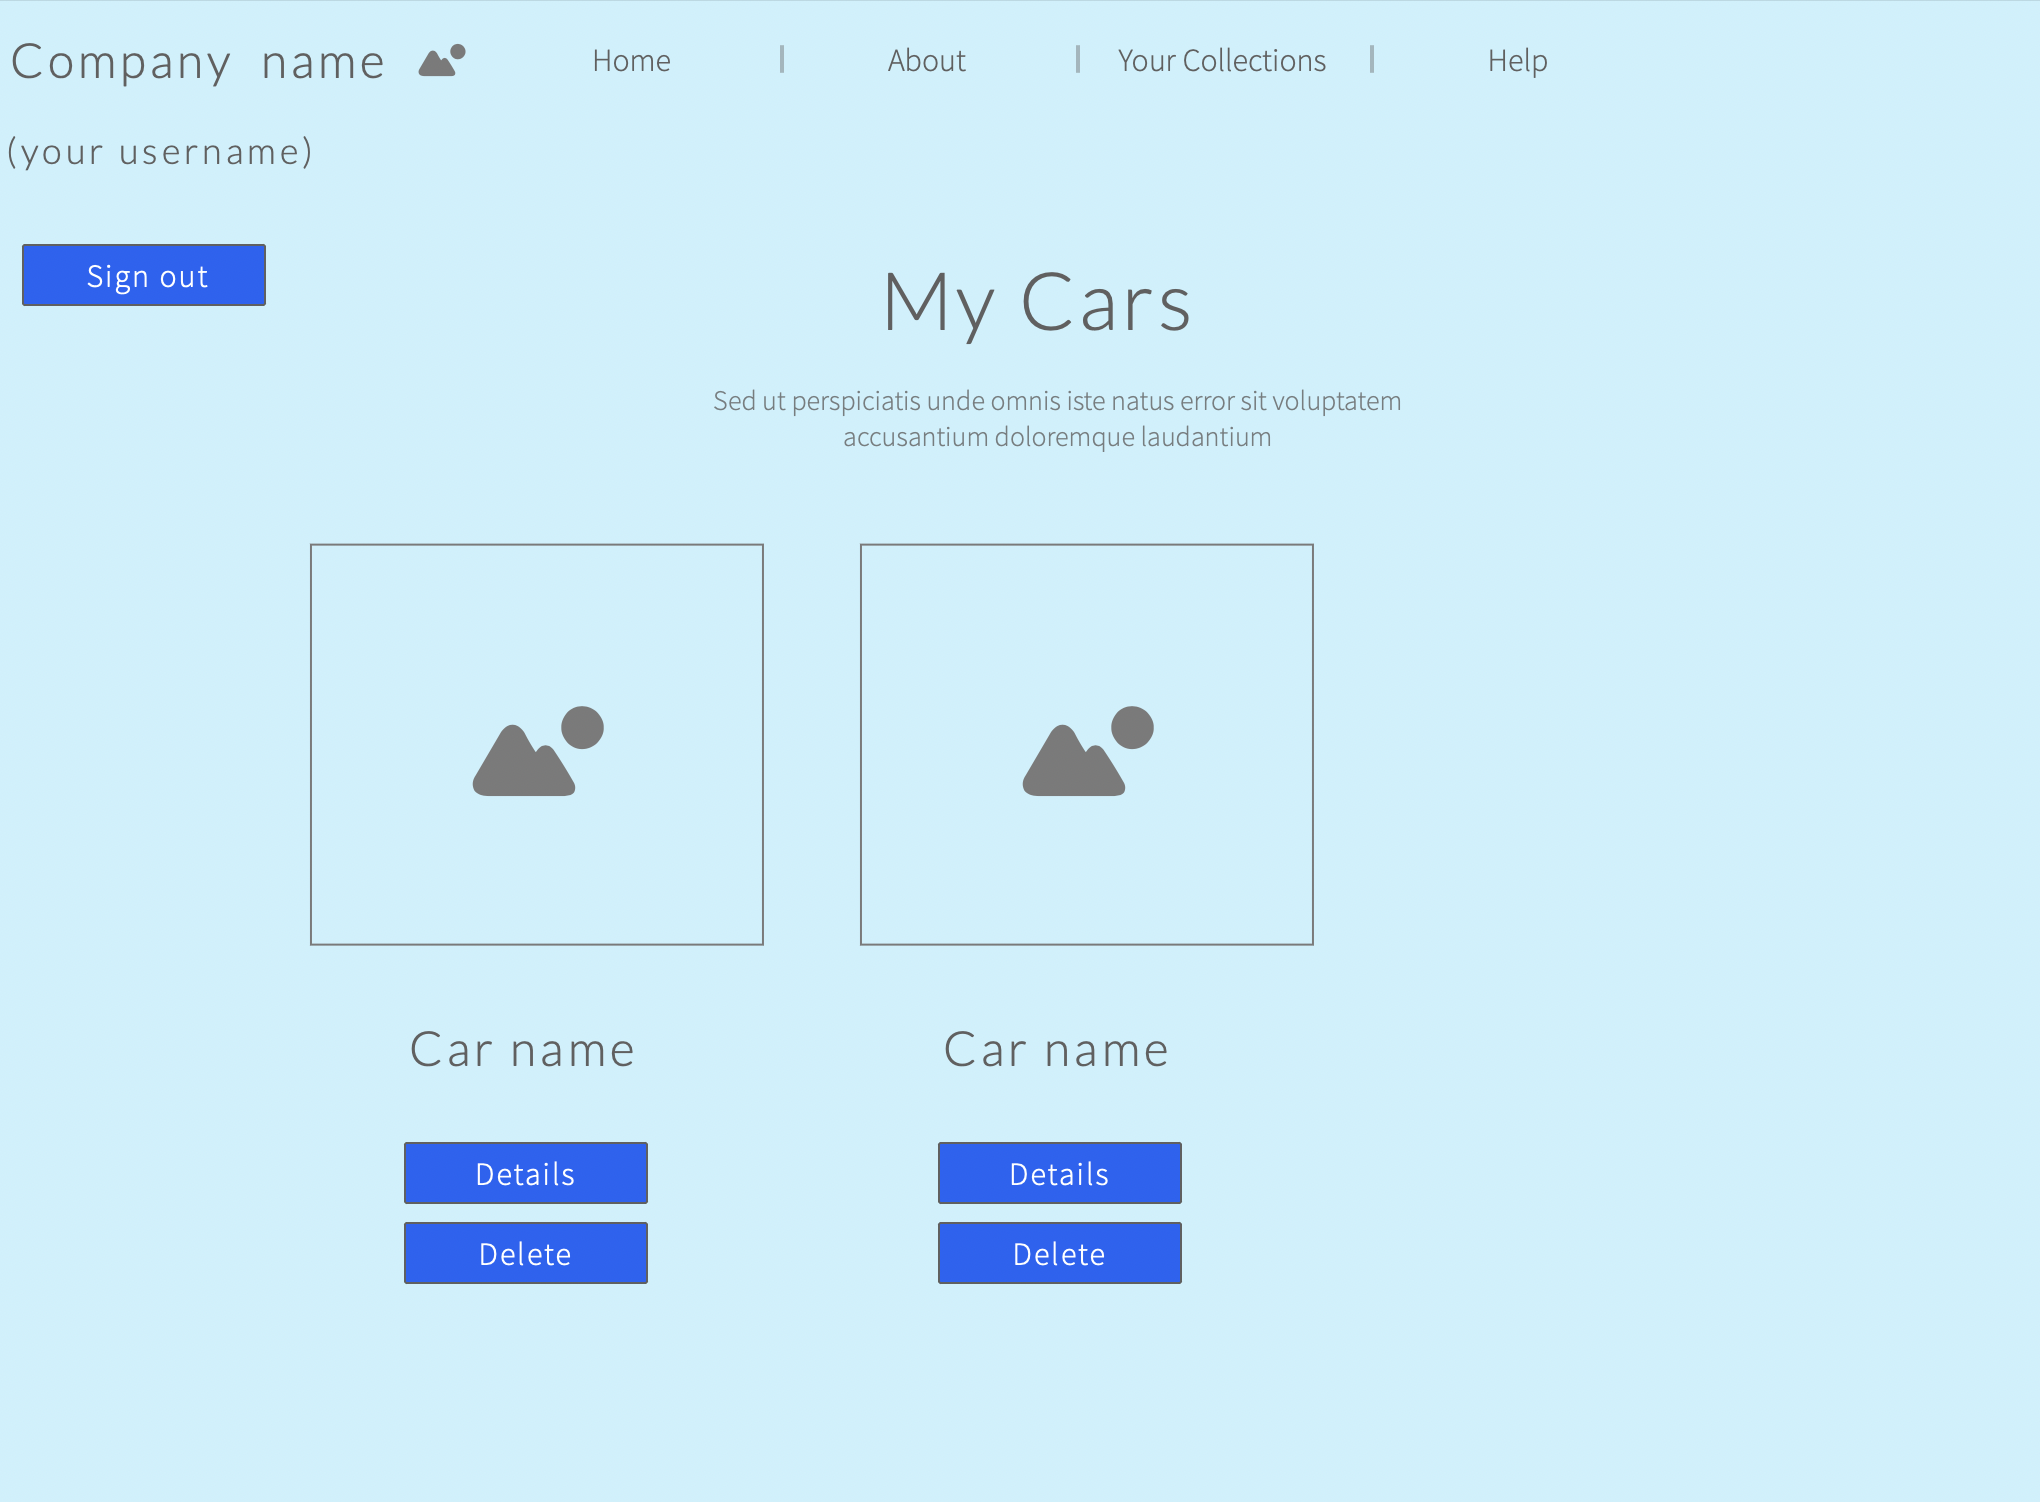 Company name
Home | About | Your Collections | Help
(your username)
Sign out
My Cars
Sed ut perspiciatis unde omnis iste natus error sit voluptatem
accusantium doloremque laudantium
Car name
Car name
Details
Details
Delete
Delete